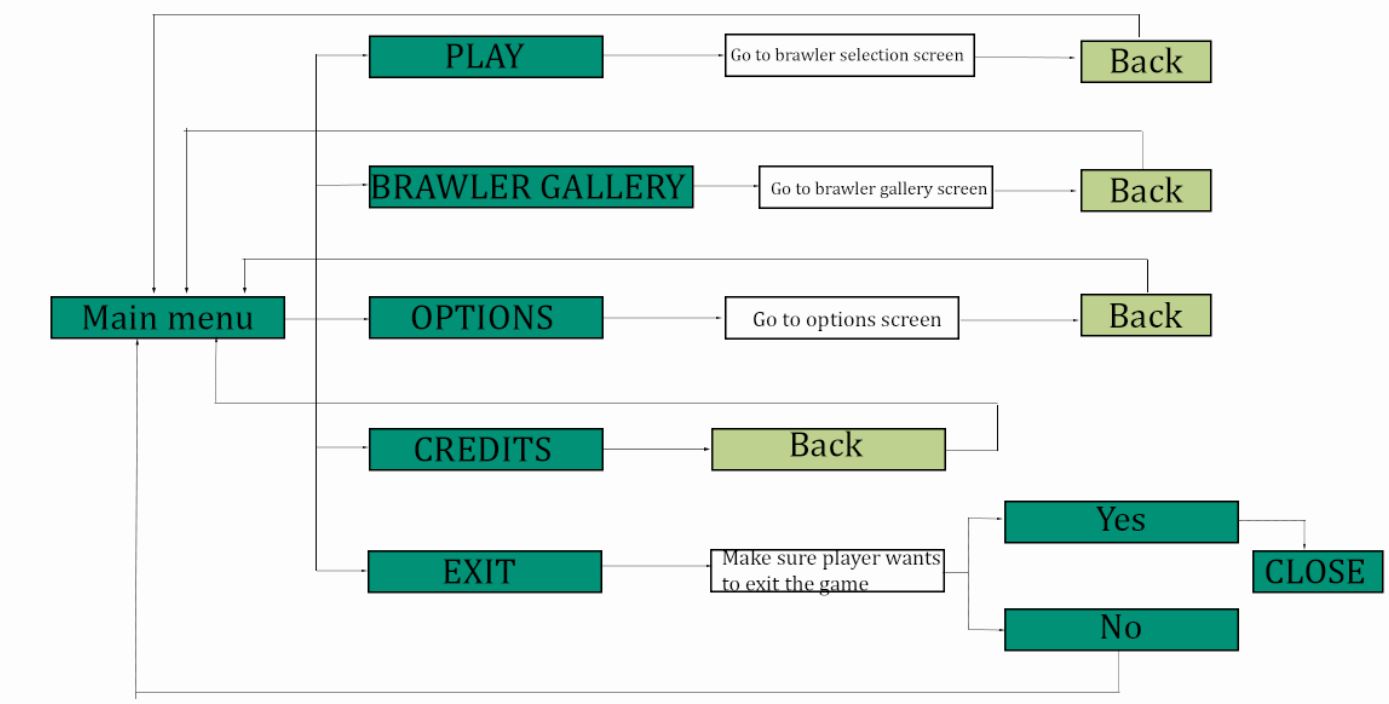 PLAY
Go to brawler selection screen
Back
BRAWLER GALLERY
Go to brawler gallery screen
Back
Main menu
OPTIONS
Go to options screen
Back
CREDITS
Back
EXIT
Make sure player wants
to exit the game
Yes
CLOSE
No